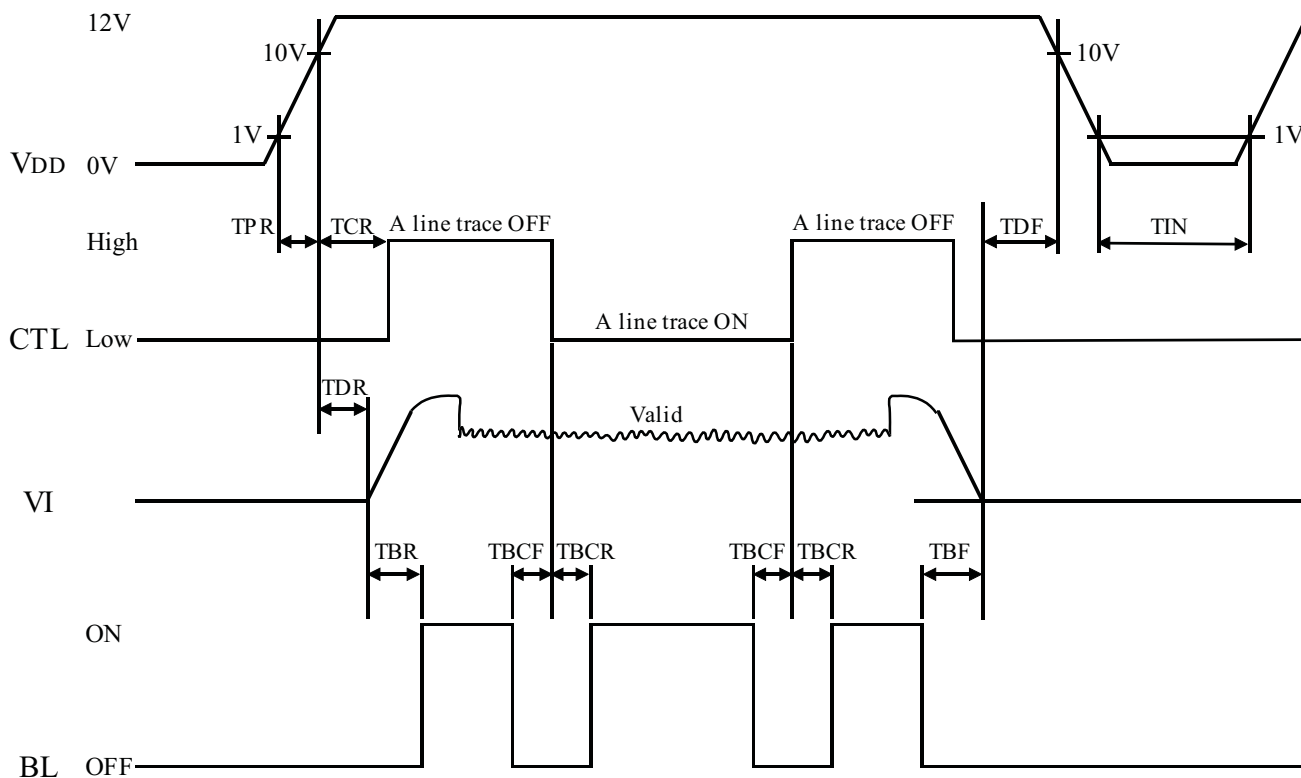 12V
10V
10V
1V
1V
VDD 0V
TPR TCR A line trace OFF A line trace OFF TDF TIN
High
A line trace ON
CTL Low
TDR
Valid
VI
TBR TBCF TBCR TBCF TBCR TBF
ON
BL OFF